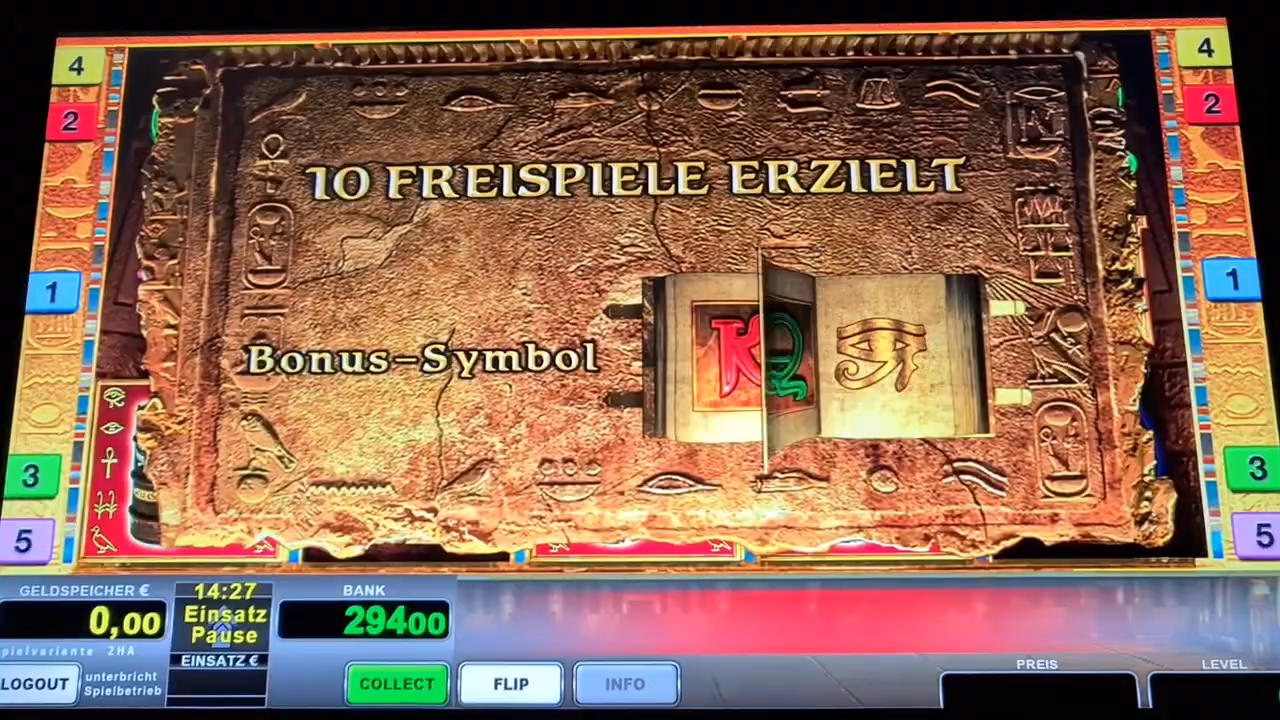 4
4
2
2
10 FREISPIELE ERZIELT
1
1
Bonus-Symbol
K
Q
3
3
5
5
GELDSPEICHER €
14:27
BANK
0,00
Einsatz
Pause
29400
pielvariante 2HA
EINSATZ €
LOGOUT
unterbricht
Spielbetrieb
COLLECT
FLIP
INFO
PREIS
LEVEL